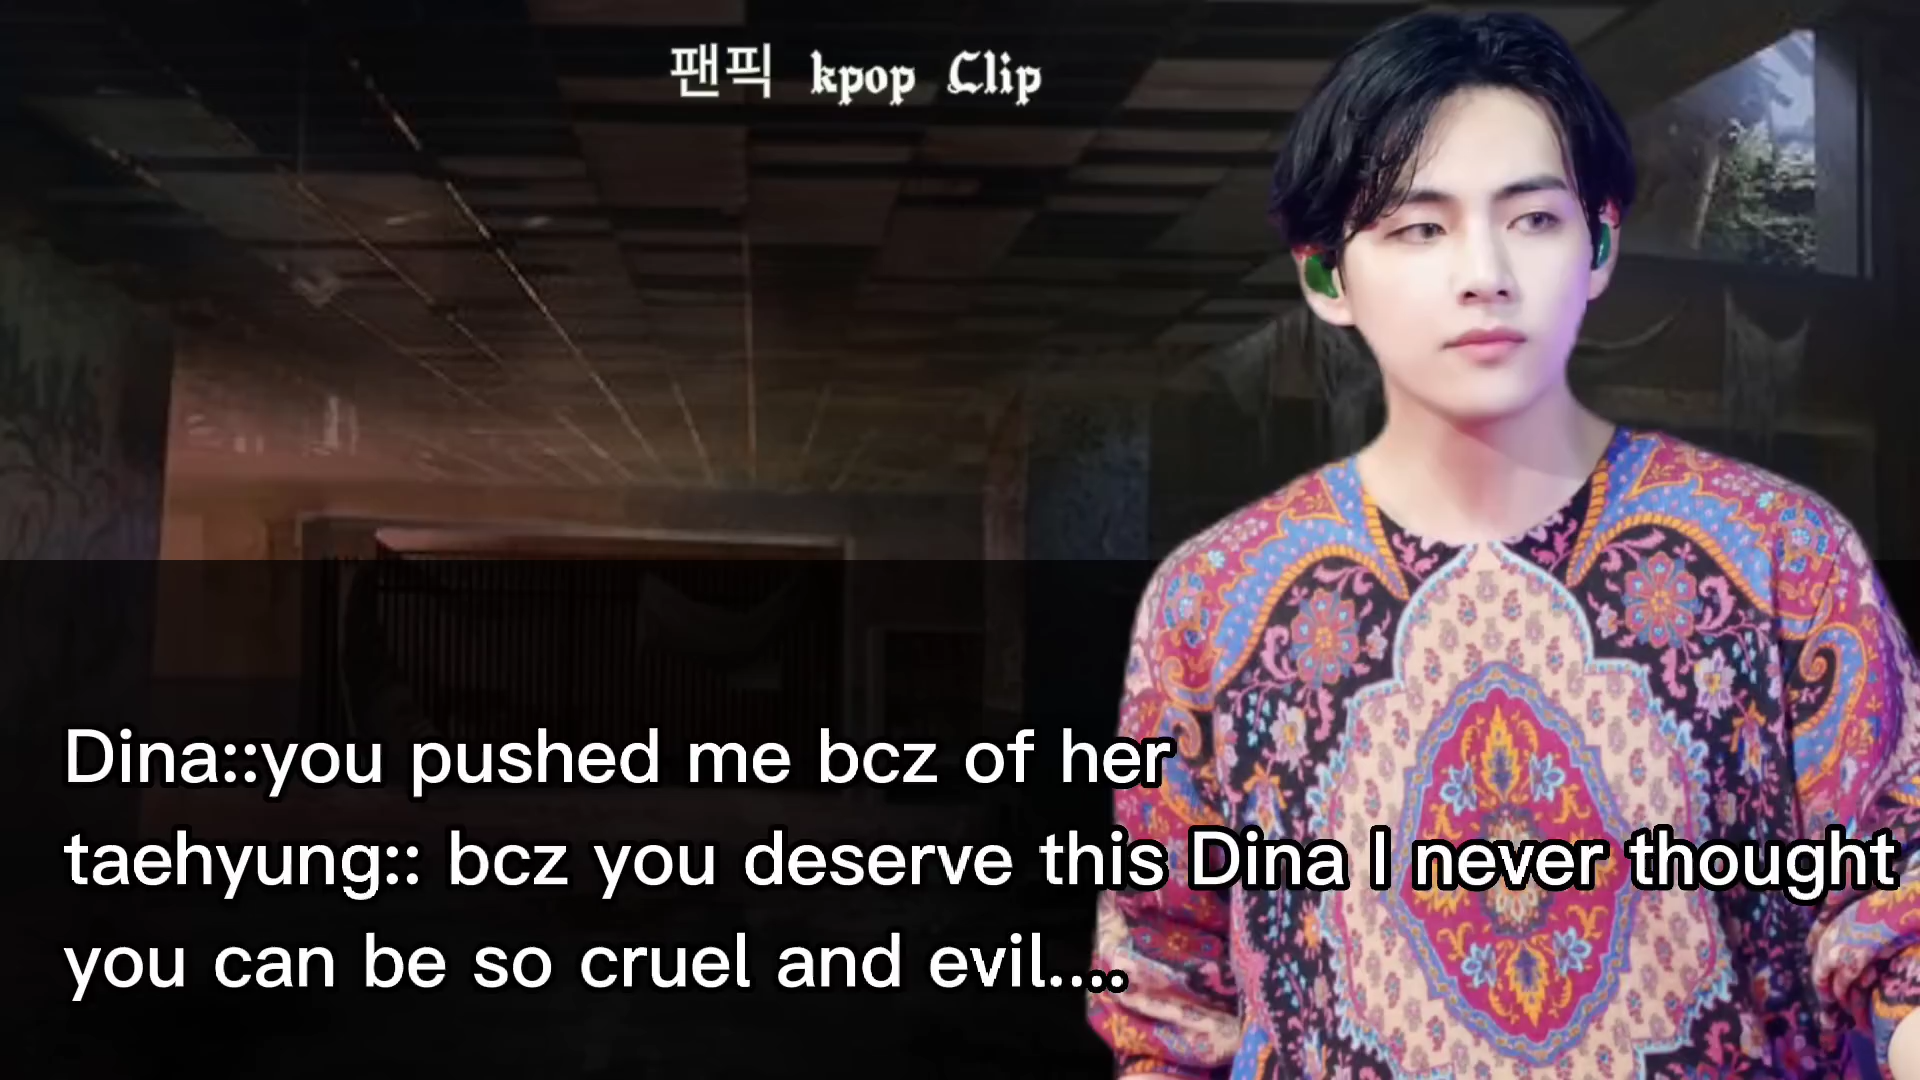 팬픽 kpop Clip
Dina::you pushed me bcz of her
taehyung:: bcz you deserve this Dina I never thought
you can be so cruel and evil....